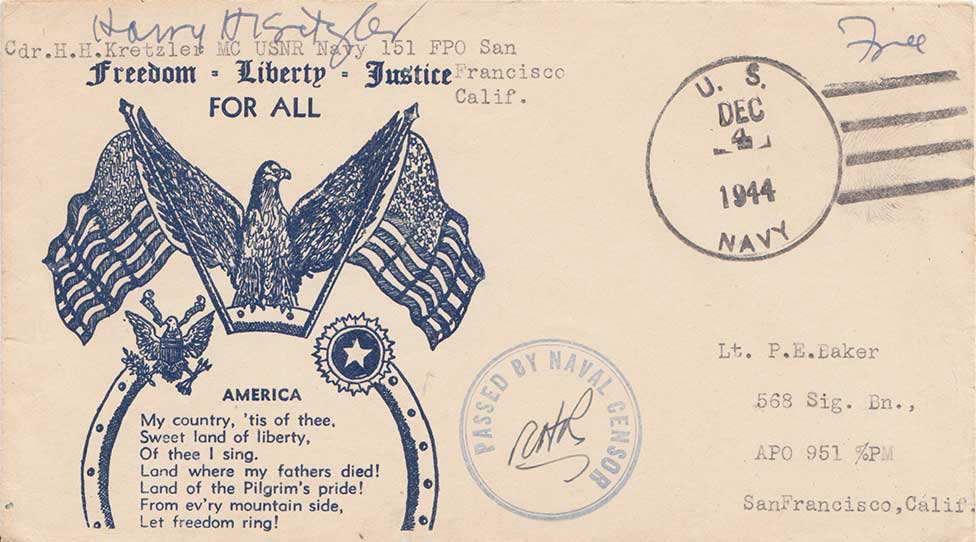 Harry H Kretzler
Free
Cdr.H.H.Kretzler MC USNR Navy 151 FPO San
Francisco
Calif.
Freedom - Liberty - Justice
FOR ALL
U. S.
DEC
4
1944
NAVY
AMERICA
My country, 'tis of thee,
Sweet land of liberty,
Of thee I sing.
Land where my fathers died!
Land of the Pilgrim's pride!
From ev'ry mountain side,
Let freedom ring!
PASSED BY NAVAL CENSOR
Lt. P.E.Baker
568 Sig. Bn.,
APO 951 %PM
SanFrancisco,Calif.